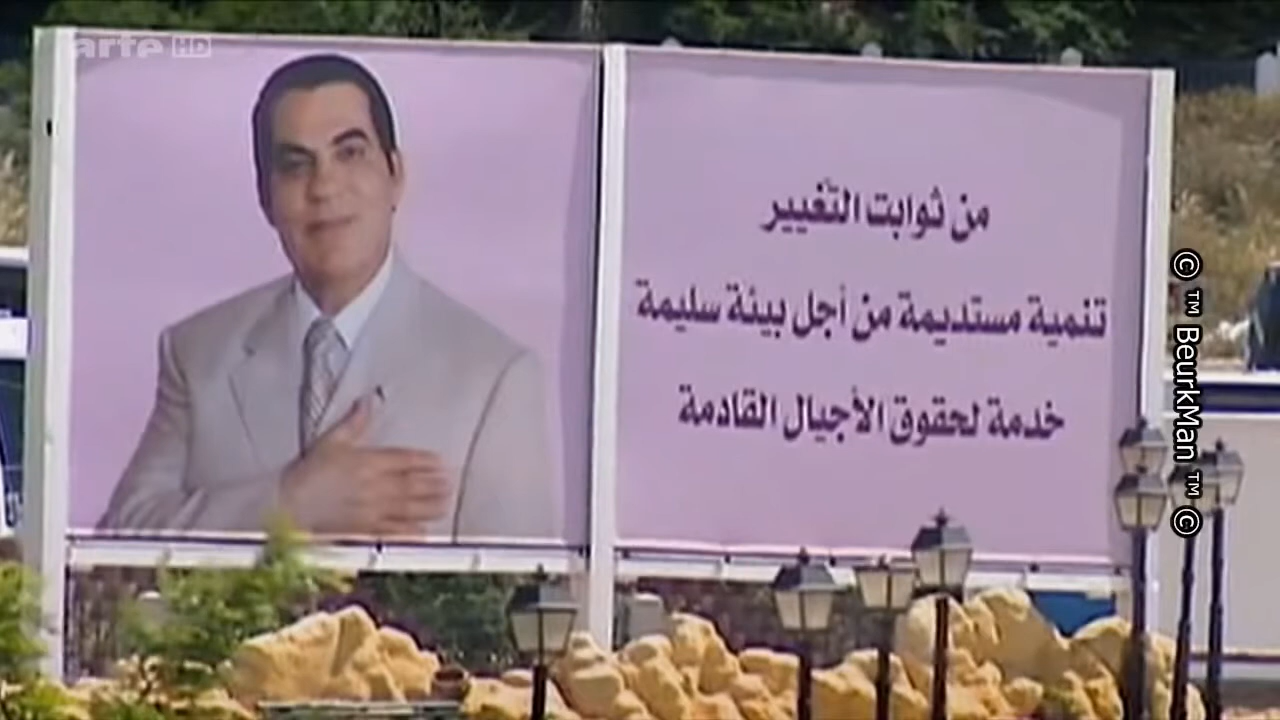 arte HD
من ثوابت التغيير
تنمية مستديمة من أجل بيئة سليمة
خدمة لحقوق الأجيال القادمة
© ™ BeurkMan ™ ©